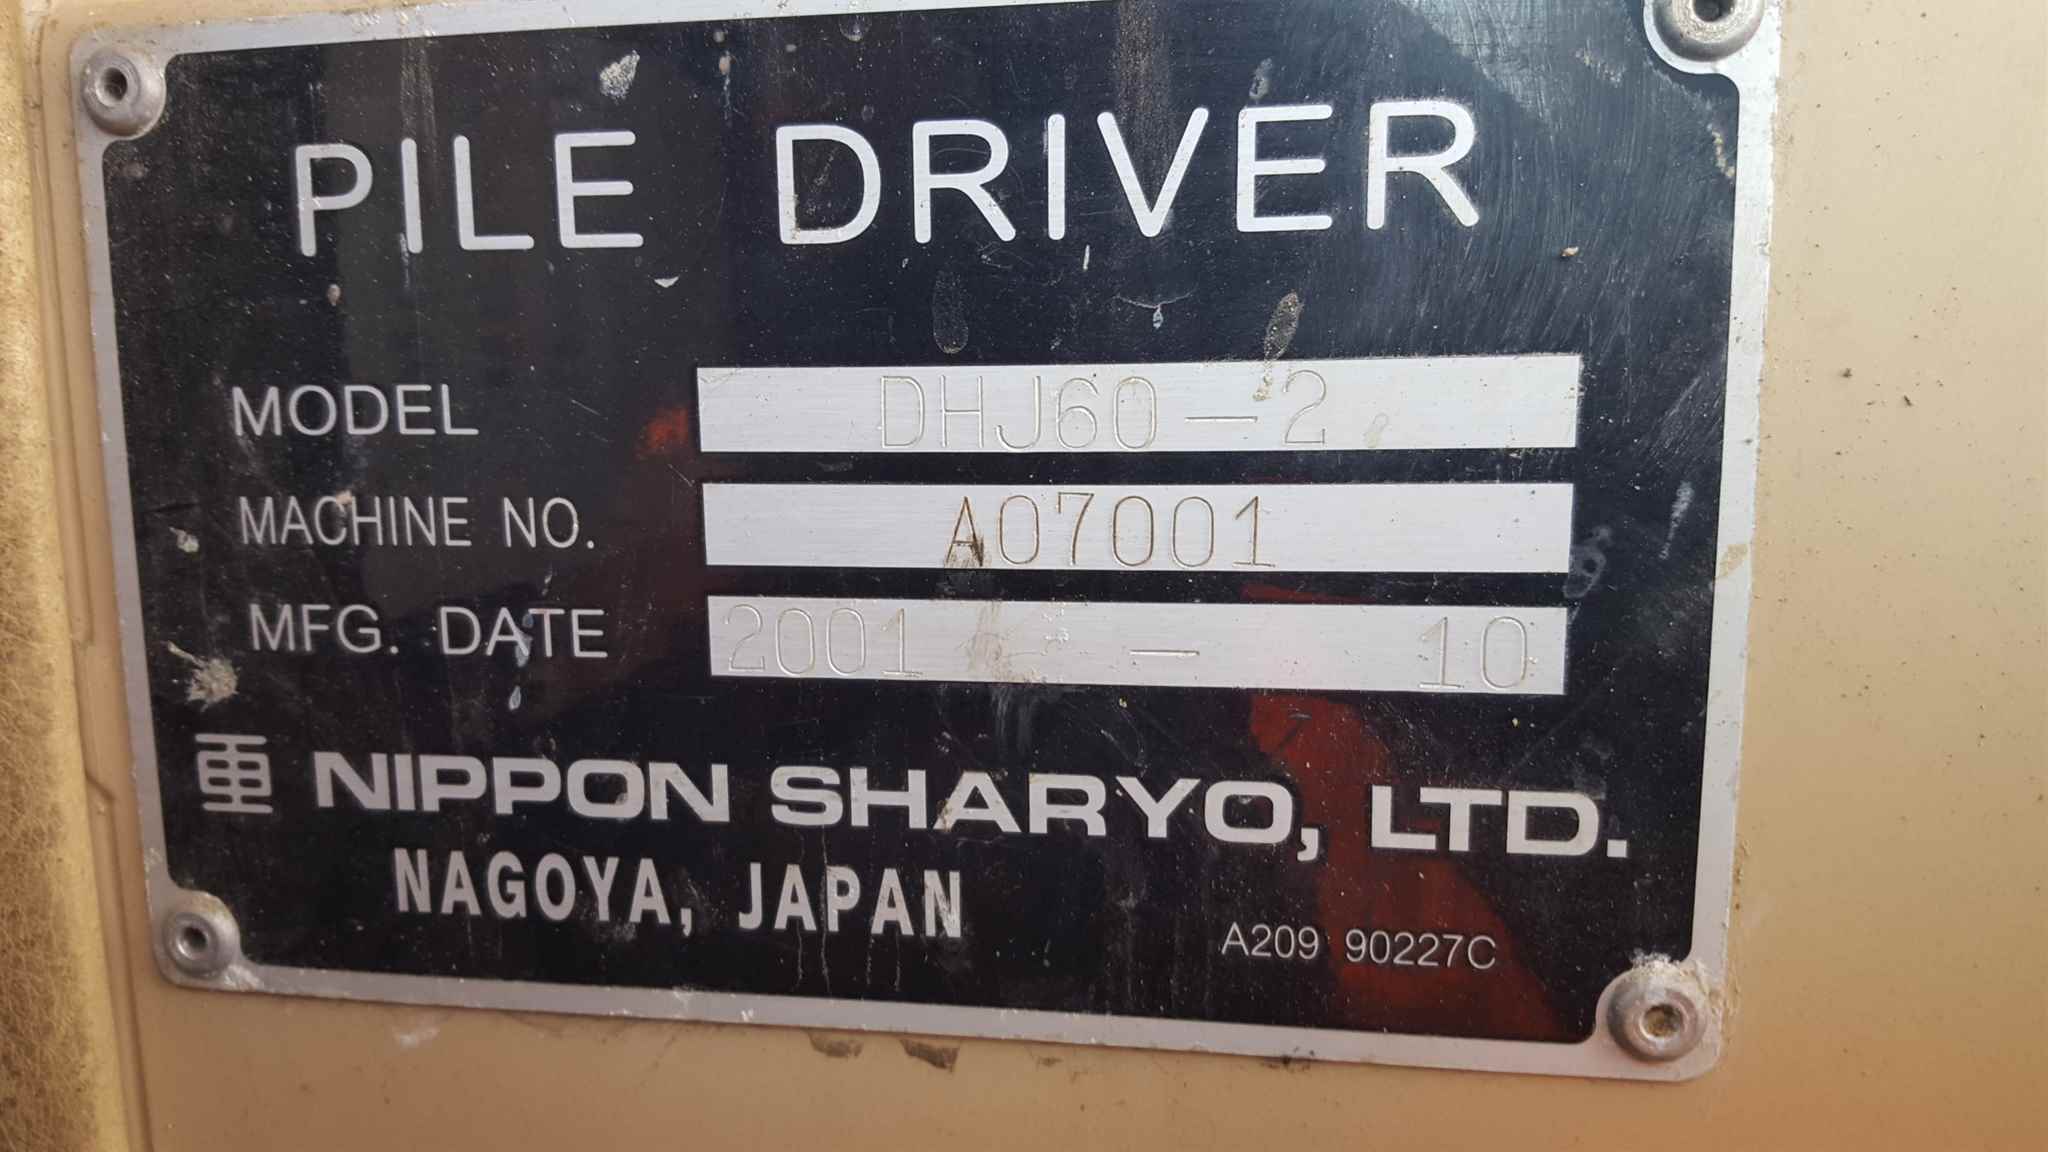 PILE DRIVER
MODEL DHJ60-2
MACHINE NO. A07001
MFG. DATE 2001 - 10
NIPPON SHARYO, LTD.
NAGOYA, JAPAN
A209 90227C